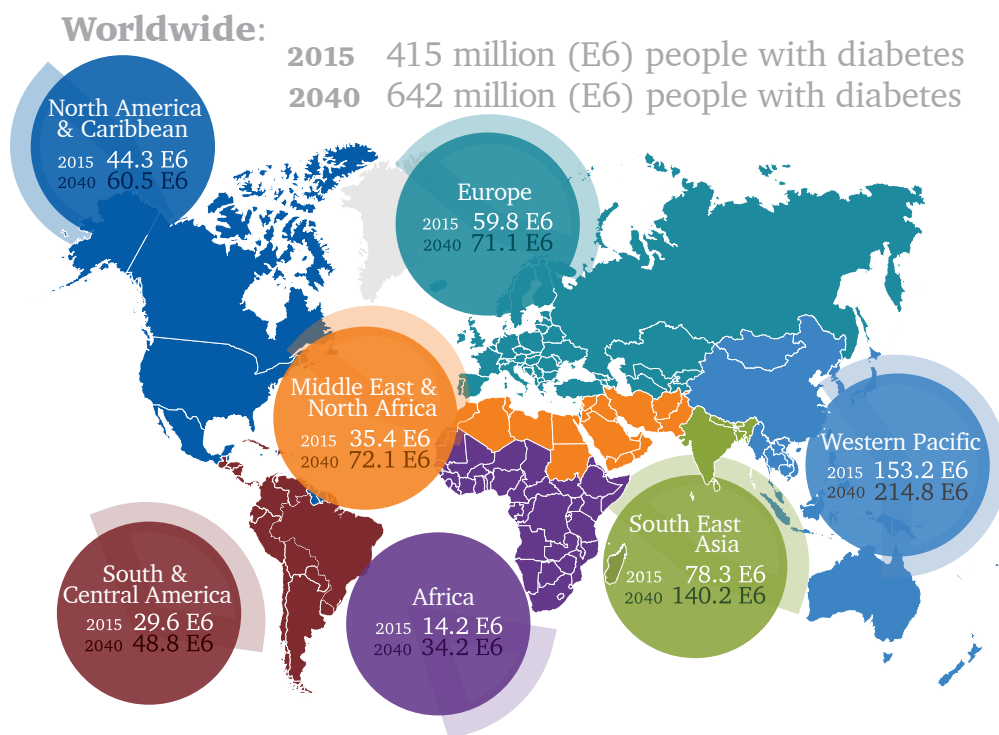 Worldwide:
2015 415 million (E6) people with diabetes
2040 642 million (E6) people with diabetes
North America
& Caribbean
2015 44.3 E6
2040 60.5 E6
Europe
2015 59.8 E6
2040 71.1 E6
Middle East &
North Africa
2015 35.4 E6
2040 72.1 E6
Western Pacific
2015 153.2 E6
2040 214.8 E6
South East
Asia
2015 78.3 E6
2040 140.2 E6
South &
Central America
2015 29.6 E6
2040 48.8 E6
Africa
2015 14.2 E6
2040 34.2 E6